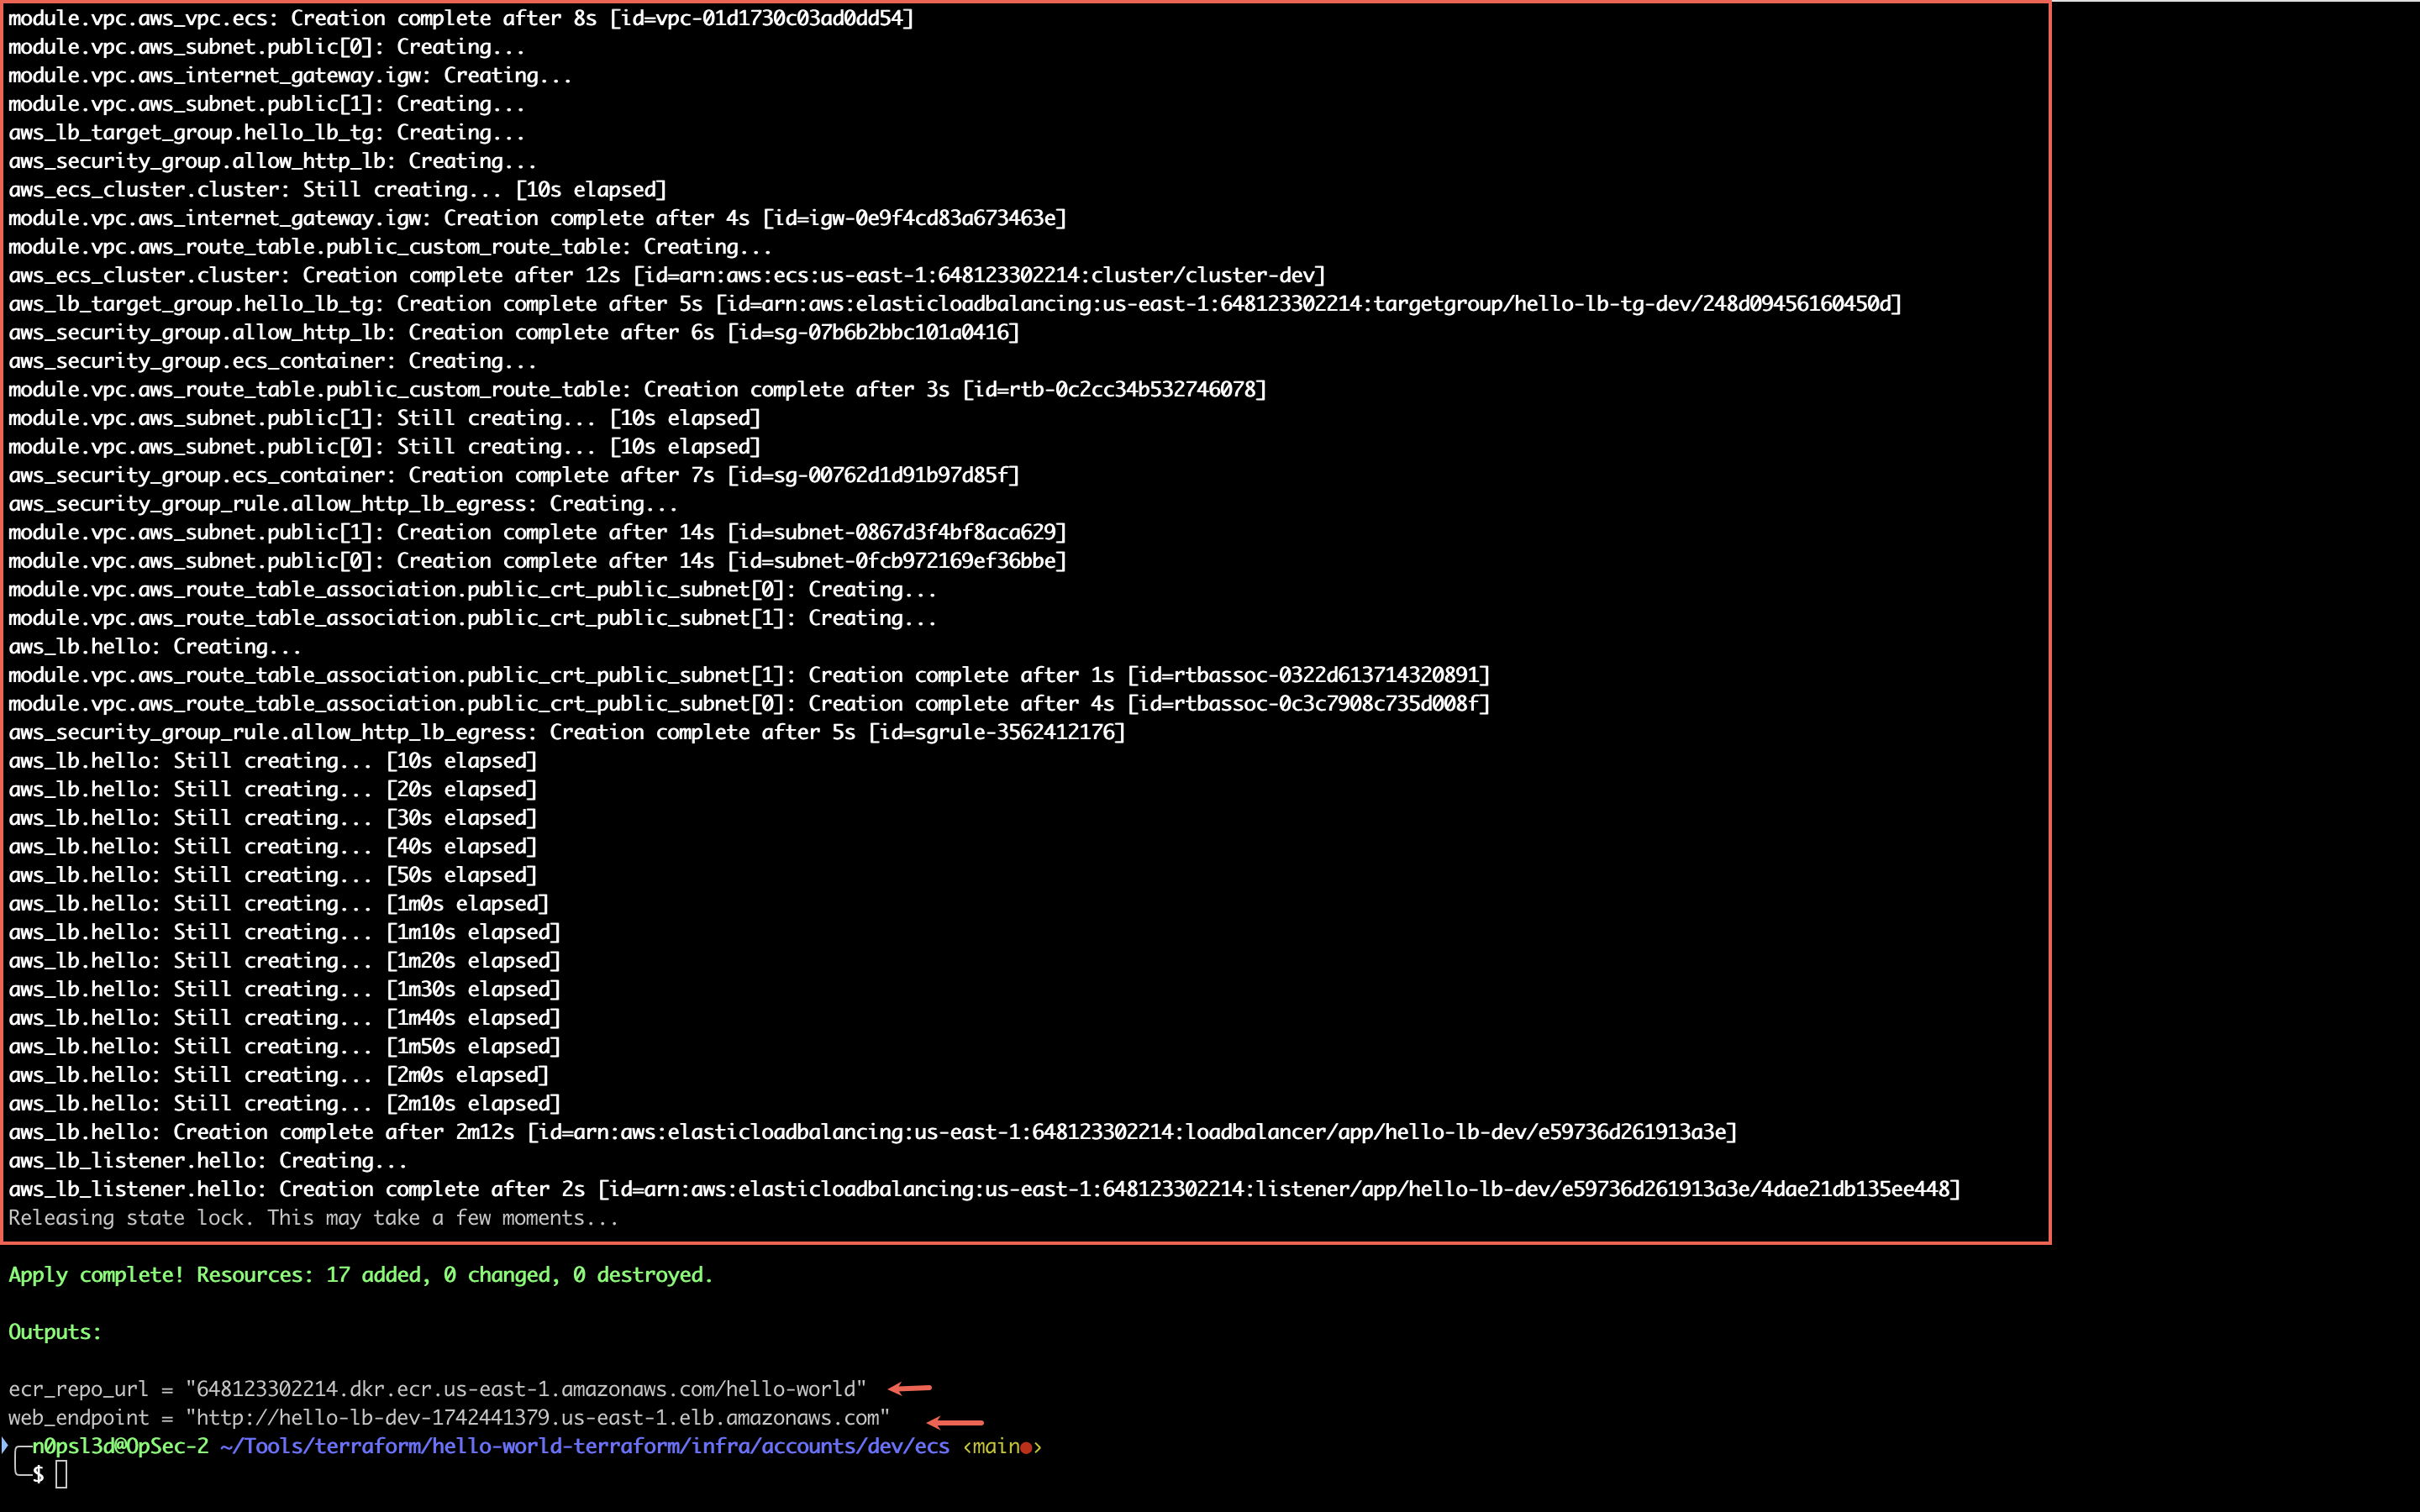 module.vpc.aws_vpc.ecs: Creation complete after 8s [id=vpc-01d1730c03ad0dd54]
module.vpc.aws_subnet.public[0]: Creating...
module.vpc.aws_internet_gateway.igw: Creating...
module.vpc.aws_subnet.public[1]: Creating...
aws_lb_target_group.hello_lb_tg: Creating...
aws_security_group.allow_http_lb: Creating...
aws_ecs_cluster.cluster: Still creating... [10s elapsed]
module.vpc.aws_internet_gateway.igw: Creation complete after 4s [id=igw-0e9f4cd83a673463e]
module.vpc.aws_route_table.public_custom_route_table: Creating...
aws_ecs_cluster.cluster: Creation complete after 12s [id=arn:aws:ecs:us-east-1:648123302214:cluster/cluster-dev]
aws_lb_target_group.hello_lb_tg: Creation complete after 5s [id=arn:aws:elasticloadbalancing:us-east-1:648123302214:targetgroup/hello-lb-tg-dev/248d09456160450d]
aws_security_group.allow_http_lb: Creation complete after 6s [id=sg-07b6b2bbc101a0416]
aws_security_group.ecs_container: Creating...
module.vpc.aws_route_table.public_custom_route_table: Creation complete after 3s [id=rtb-0c2cc34b532746078]
module.vpc.aws_subnet.public[1]: Still creating... [10s elapsed]
module.vpc.aws_subnet.public[0]: Still creating... [10s elapsed]
aws_security_group.ecs_container: Creation complete after 7s [id=sg-00762d1d91b97d85f]
aws_security_group_rule.allow_http_lb_egress: Creating...
module.vpc.aws_subnet.public[1]: Creation complete after 14s [id=subnet-0867d3f4bf8aca629]
module.vpc.aws_subnet.public[0]: Creation complete after 14s [id=subnet-0fcb972169ef36bbe]
module.vpc.aws_route_table_association.public_crt_public_subnet[0]: Creating...
module.vpc.aws_route_table_association.public_crt_public_subnet[1]: Creating...
aws_lb.hello: Creating...
module.vpc.aws_route_table_association.public_crt_public_subnet[1]: Creation complete after 1s [id=rtbassoc-0322d613714320891]
module.vpc.aws_route_table_association.public_crt_public_subnet[0]: Creation complete after 4s [id=rtbassoc-0c3c7908c735d008f]
aws_security_group_rule.allow_http_lb_egress: Creation complete after 5s [id=sgrule-3562412176]
aws_lb.hello: Still creating... [10s elapsed]
aws_lb.hello: Still creating... [20s elapsed]
aws_lb.hello: Still creating... [30s elapsed]
aws_lb.hello: Still creating... [40s elapsed]
aws_lb.hello: Still creating... [50s elapsed]
aws_lb.hello: Still creating... [1m0s elapsed]
aws_lb.hello: Still creating... [1m10s elapsed]
aws_lb.hello: Still creating... [1m20s elapsed]
aws_lb.hello: Still creating... [1m30s elapsed]
aws_lb.hello: Still creating... [1m40s elapsed]
aws_lb.hello: Still creating... [1m50s elapsed]
aws_lb.hello: Still creating... [2m0s elapsed]
aws_lb.hello: Still creating... [2m10s elapsed]
aws_lb.hello: Creation complete after 2m12s [id=arn:aws:elasticloadbalancing:us-east-1:648123302214:loadbalancer/app/hello-lb-dev/e59736d261913a3e]
aws_lb_listener.hello: Creating...
aws_lb_listener.hello: Creation complete after 2s [id=arn:aws:elasticloadbalancing:us-east-1:648123302214:listener/app/hello-lb-dev/e59736d261913a3e/4dae21db135ee448]
Releasing state lock. This may take a few moments...
Apply complete! Resources: 17 added, 0 changed, 0 destroyed.
Outputs:
ecr_repo_url = "648123302214.dkr.ecr.us-east-1.amazonaws.com/hello-world"
web_endpoint = "http://hello-lb-dev-1742441379.us-east-1.elb.amazonaws.com"
n0psl3d@OpSec-2 ~/Tools/terraform/hello-world-terraform/infra/accounts/dev/ecs ‹main●›
$